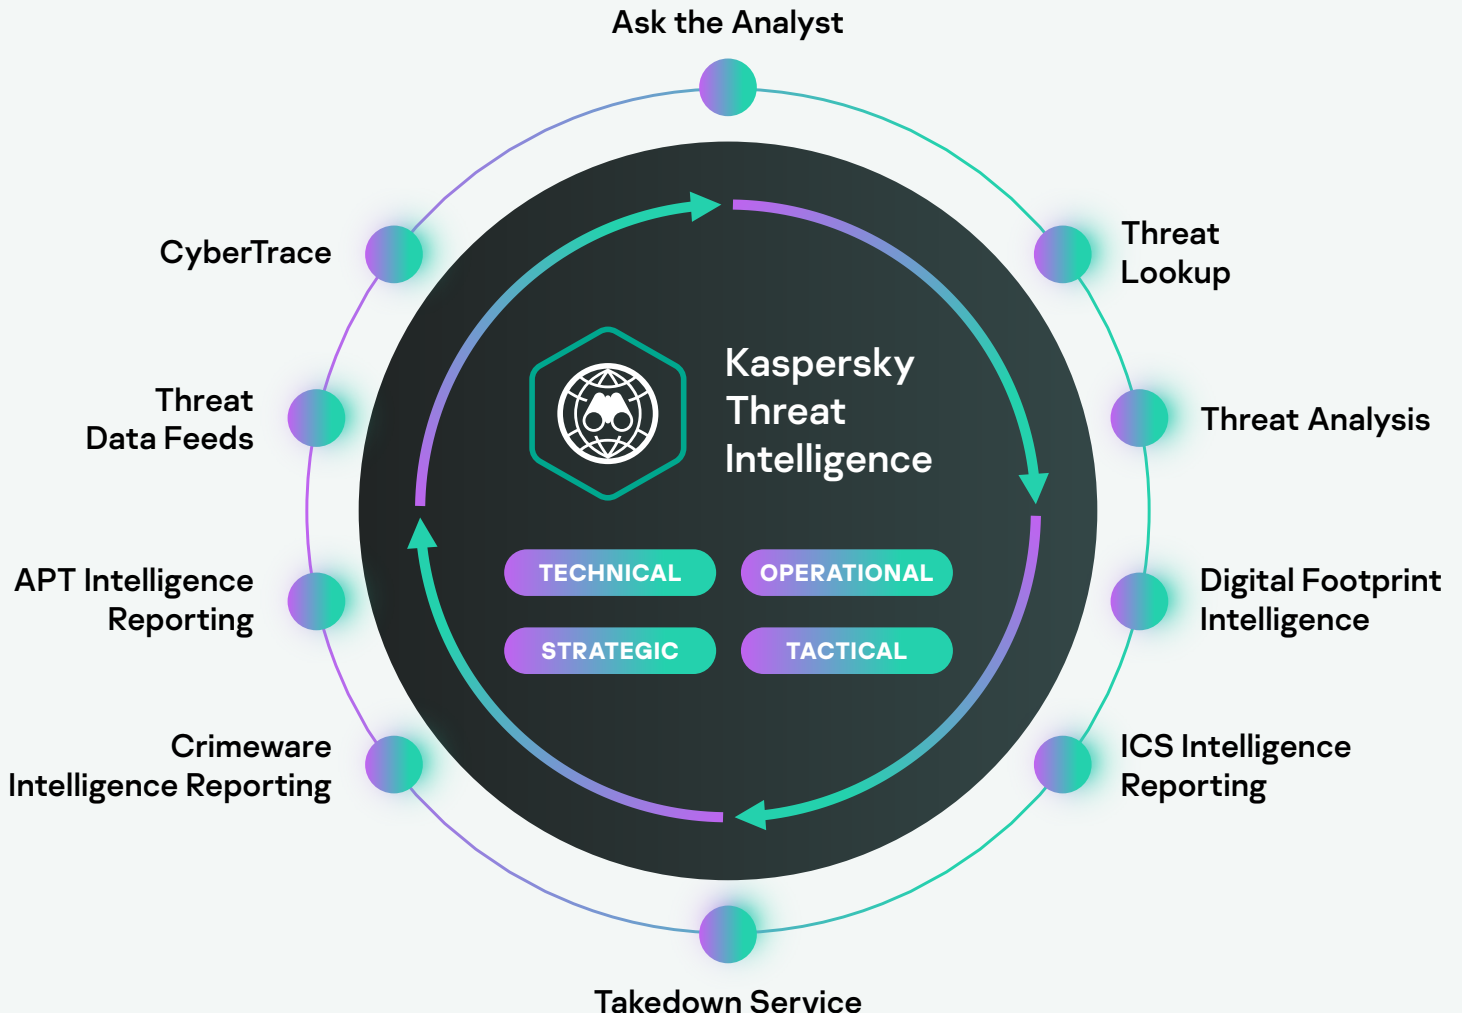 Ask the Analyst
CyberTrace
Threat
Lookup
Threat
Data Feeds
Kaspersky
Threat
Intelligence
Threat Analysis
TECHNICAL
OPERATIONAL
APT Intelligence
Reporting
Digital Footprint
Intelligence
STRATEGIC
TACTICAL
Crimeware
Intelligence Reporting
ICS Intelligence
Reporting
Takedown Service